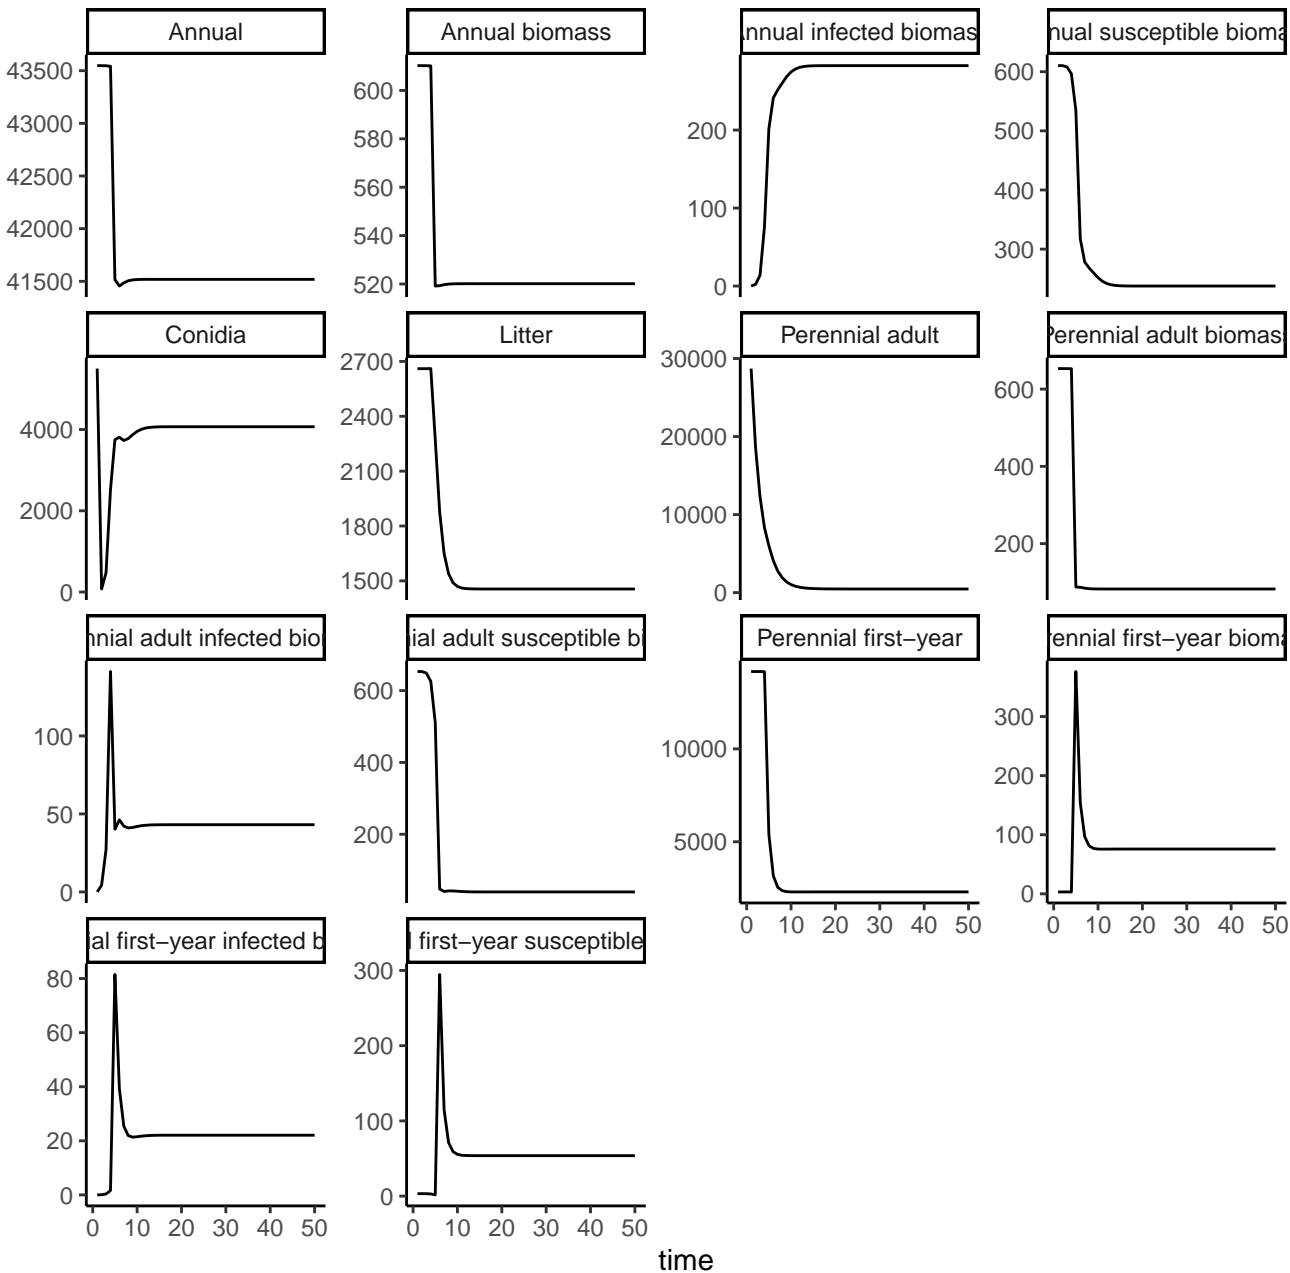 Annual
Annual biomass
nnual infected biomas
nual susceptible bioma
43500
43000
42500
42000
41500
600
580
560
540
520
200
100
0
600
500
400
300
Conidia
Litter
Perennial adult
Perennial adult biomas
4000
2000
0
2700
2400
2100
1800
1500
30000
20000
10000
0
600
400
200
nnial adult infected bio
ial adult susceptible bi
Perennial first−year
rennial first−year bioma
100
50
0
600
400
200
10000
5000
300
200
100
0
0 10 20 30 40 50
0 10 20 30 40 50
ial first−year infected b
l first−year susceptible
80
60
40
20
0
300
200
100
0
0 10 20 30 40 50
0 10 20 30 40 50
time